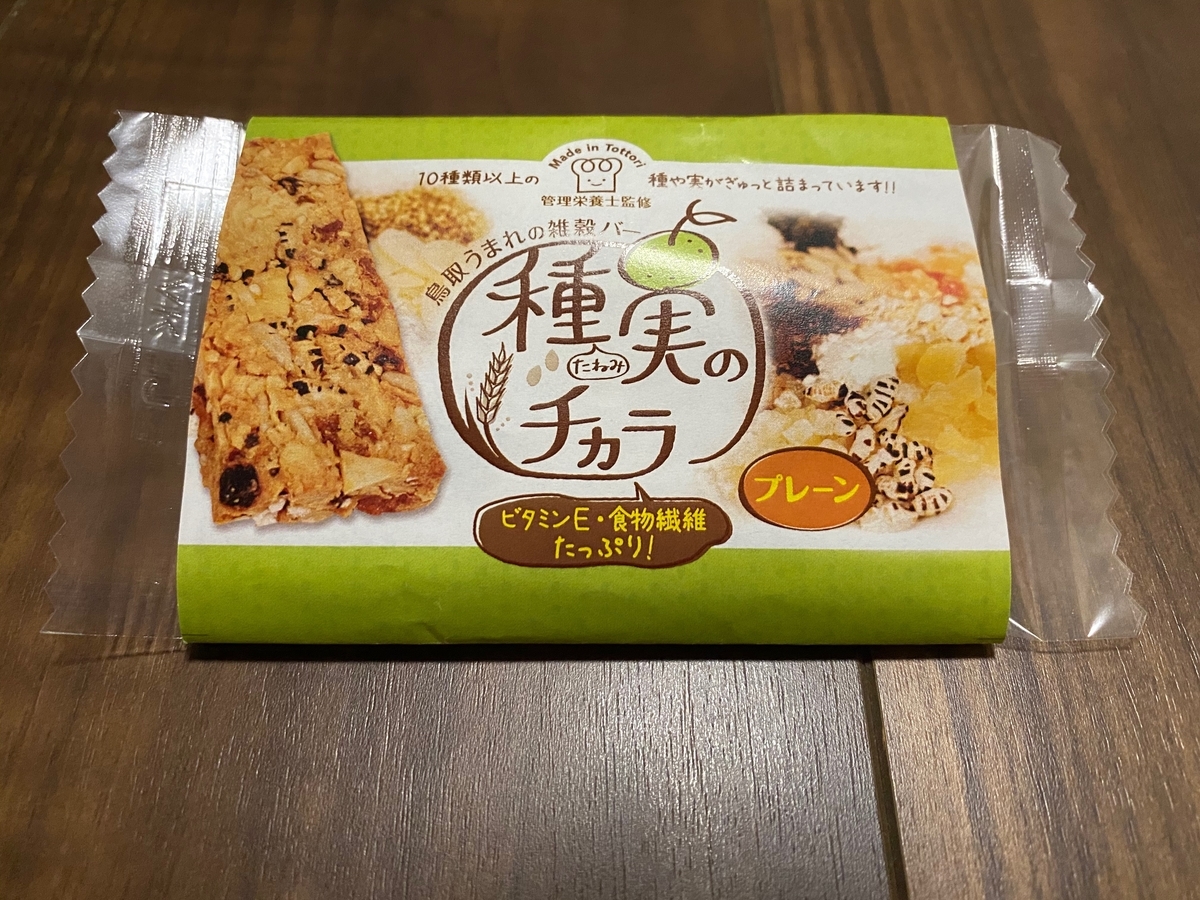 Made in Tottori
10種類以上の
種や実がぎゅっと詰まっています!!
管理栄養士監修
鳥取うまれの雑穀バー
種実の
たねみ
チカラ
プレーン
ビタミンE・食物繊維
たっぷり!